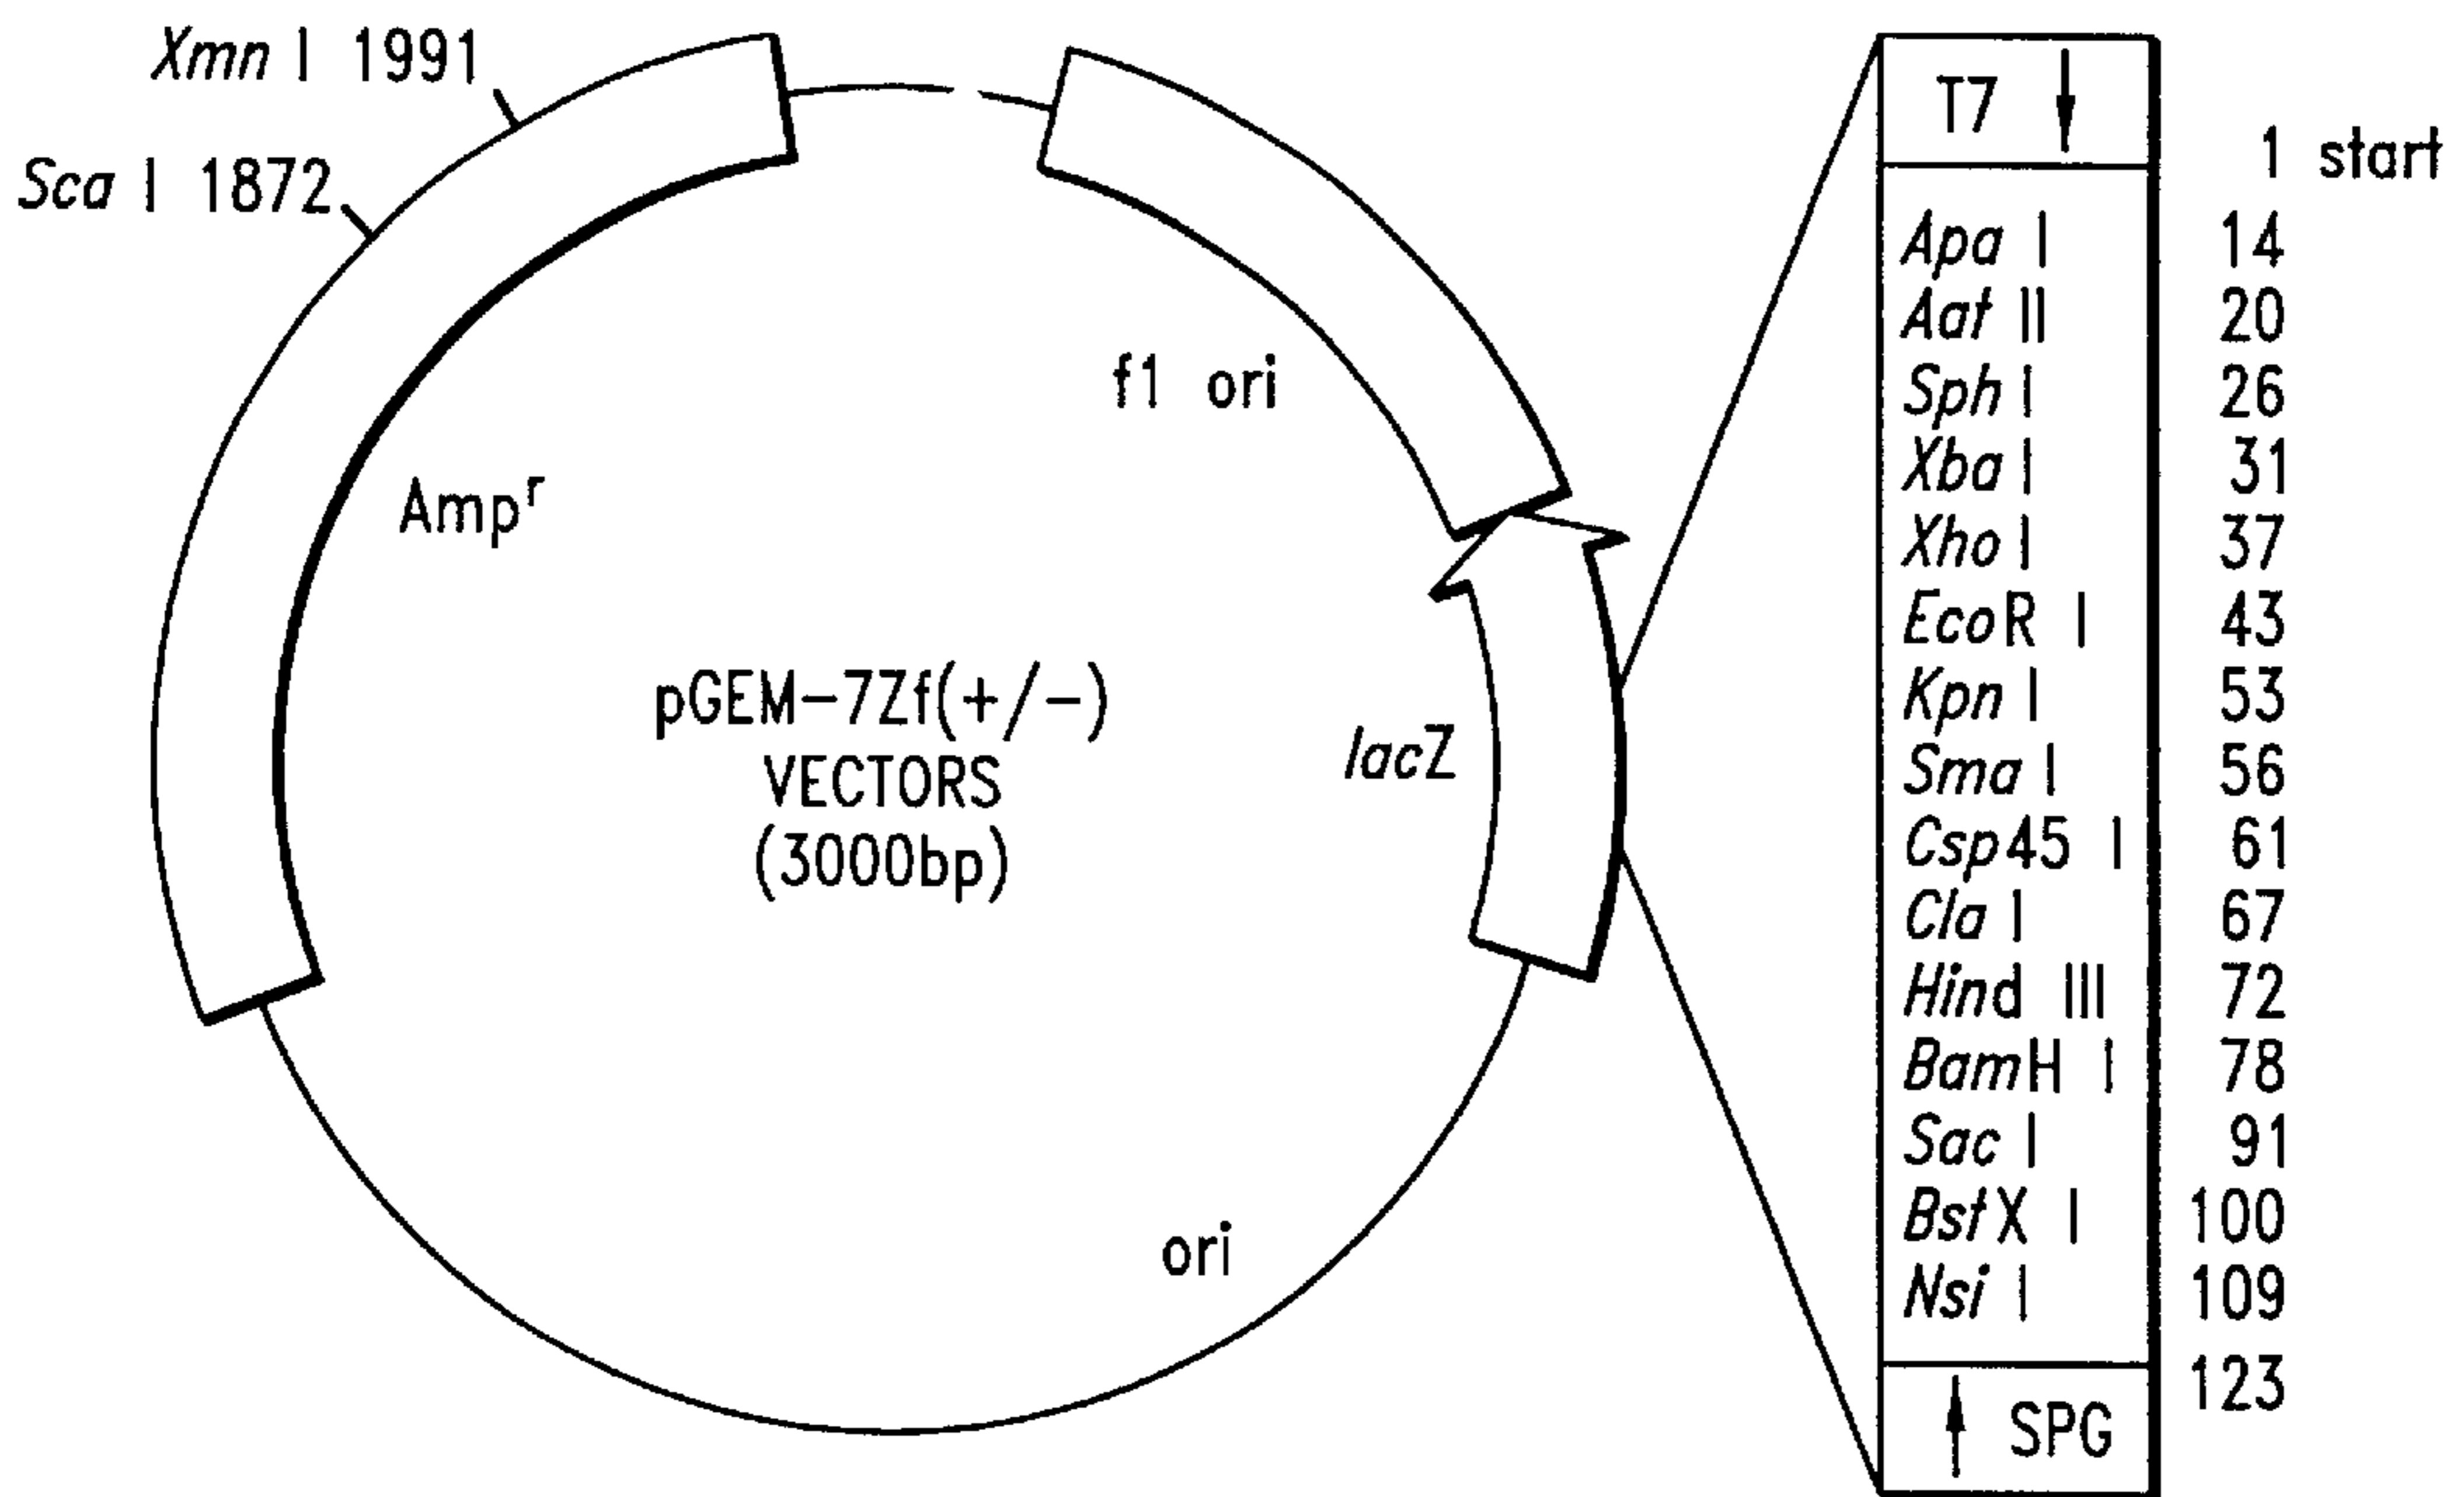 Xmn I 1991
Sca I 1872
Amp^r
f1 ori
pGEM-7Zf(+/-)
VECTORS
(3000bp)
lacZ
ori
T7 ↓
1 start
Apa I 14
Aat II 20
Sph I 26
Xba I 31
Xho I 37
EcoR I 43
Kpn I 53
Sma I 56
Csp45 I 61
Cla I 67
Hind III 72
BamH I 78
Sac I 91
BstX I 100
Nsi I 109
123
↑ SPG